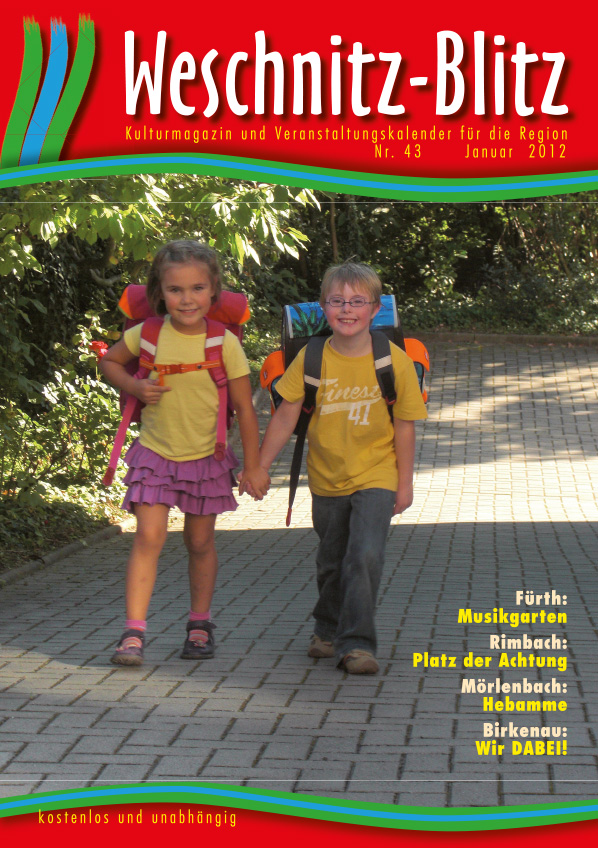 Weschnitz-Blitz
Kulturmagazin und Veranstaltungskalender für die Region
Nr. 43 Januar 2012
Finest
41
Fürth:
Musikgarten
Rimbach:
Platz der Achtung
Mörlenbach:
Hebamme
Birkenau:
Wir DABEI!
kostenlos und unabhängig